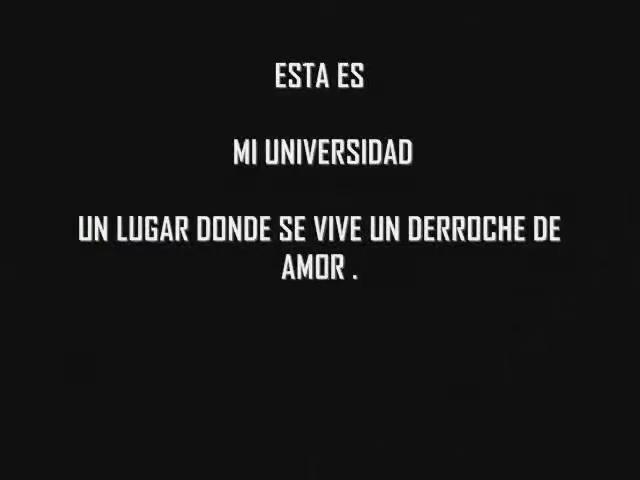 ESTA ES
MI UNIVERSIDAD
UN LUGAR DONDE SE VIVE UN DERROCHE DE
AMOR .